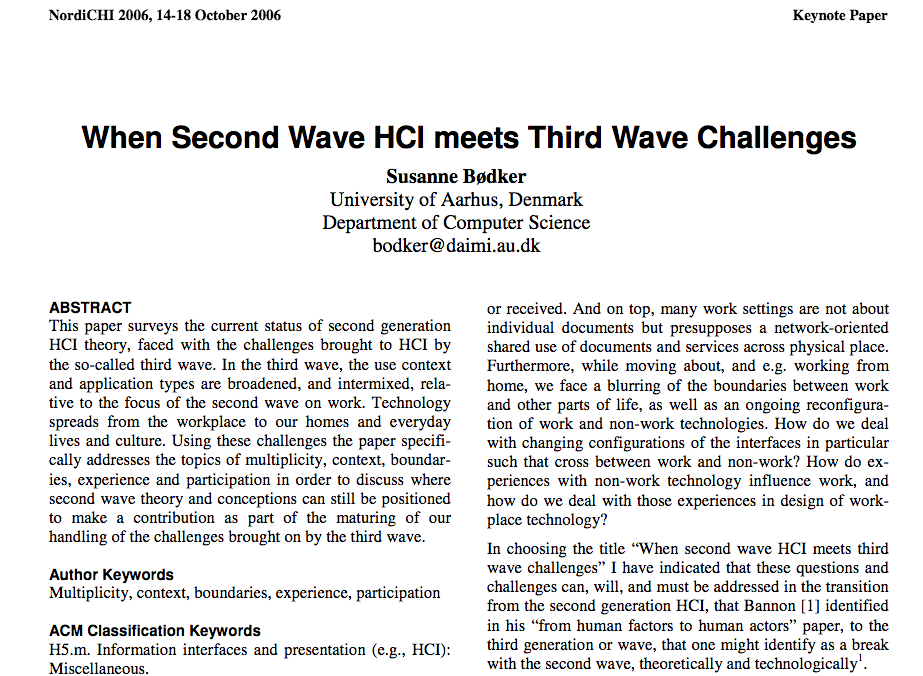 NordiCHI 2006, 14-18 October 2006
Keynote Paper
When Second Wave HCI meets Third Wave Challenges
Susanne Bødker
University of Aarhus, Denmark
Department of Computer Science
bodker@daimi.au.dk
ABSTRACT
This paper surveys the current status of second generation
HCI theory, faced with the challenges brought to HCI by
the so-called third wave. In the third wave, the use context
and application types are broadened, and intermixed, rela-
tive to the focus of the second wave on work. Technology
spreads from the workplace to our homes and everyday
lives and culture. Using these challenges the paper specifi-
cally addresses the topics of multiplicity, context, boundar-
ies, experience and participation in order to discuss where
second wave theory and conceptions can still be positioned
to make a contribution as part of the maturing of our
handling of the challenges brought on by the third wave.
Author Keywords
Multiplicity, context, boundaries, experience, participation
ACM Classification Keywords
H5.m. Information interfaces and presentation (e.g., HCI):
Miscellaneous.
or received. And on top, many work settings are not about
individual documents but presupposes a network-oriented
shared use of documents and services across physical place.
Furthermore, while moving about, and e.g. working from
home, we face a blurring of the boundaries between work
and other parts of life, as well as an ongoing reconfigura-
tion of work and non-work technologies. How do we deal
with changing configurations of the interfaces in particular
such that cross between work and non-work? How do ex-
periences with non-work technology influence work, and
how do we deal with those experiences in design of work-
place technology?
In choosing the title “When second wave HCI meets third
wave challenges” I have indicated that these questions and
challenges can, will, and must be addressed in the transition
from the second generation HCI, that Bannon [1] identified
in his “from human factors to human actors” paper, to the
third generation or wave, that one might identify as a break
with the second wave, theoretically and technologically¹.